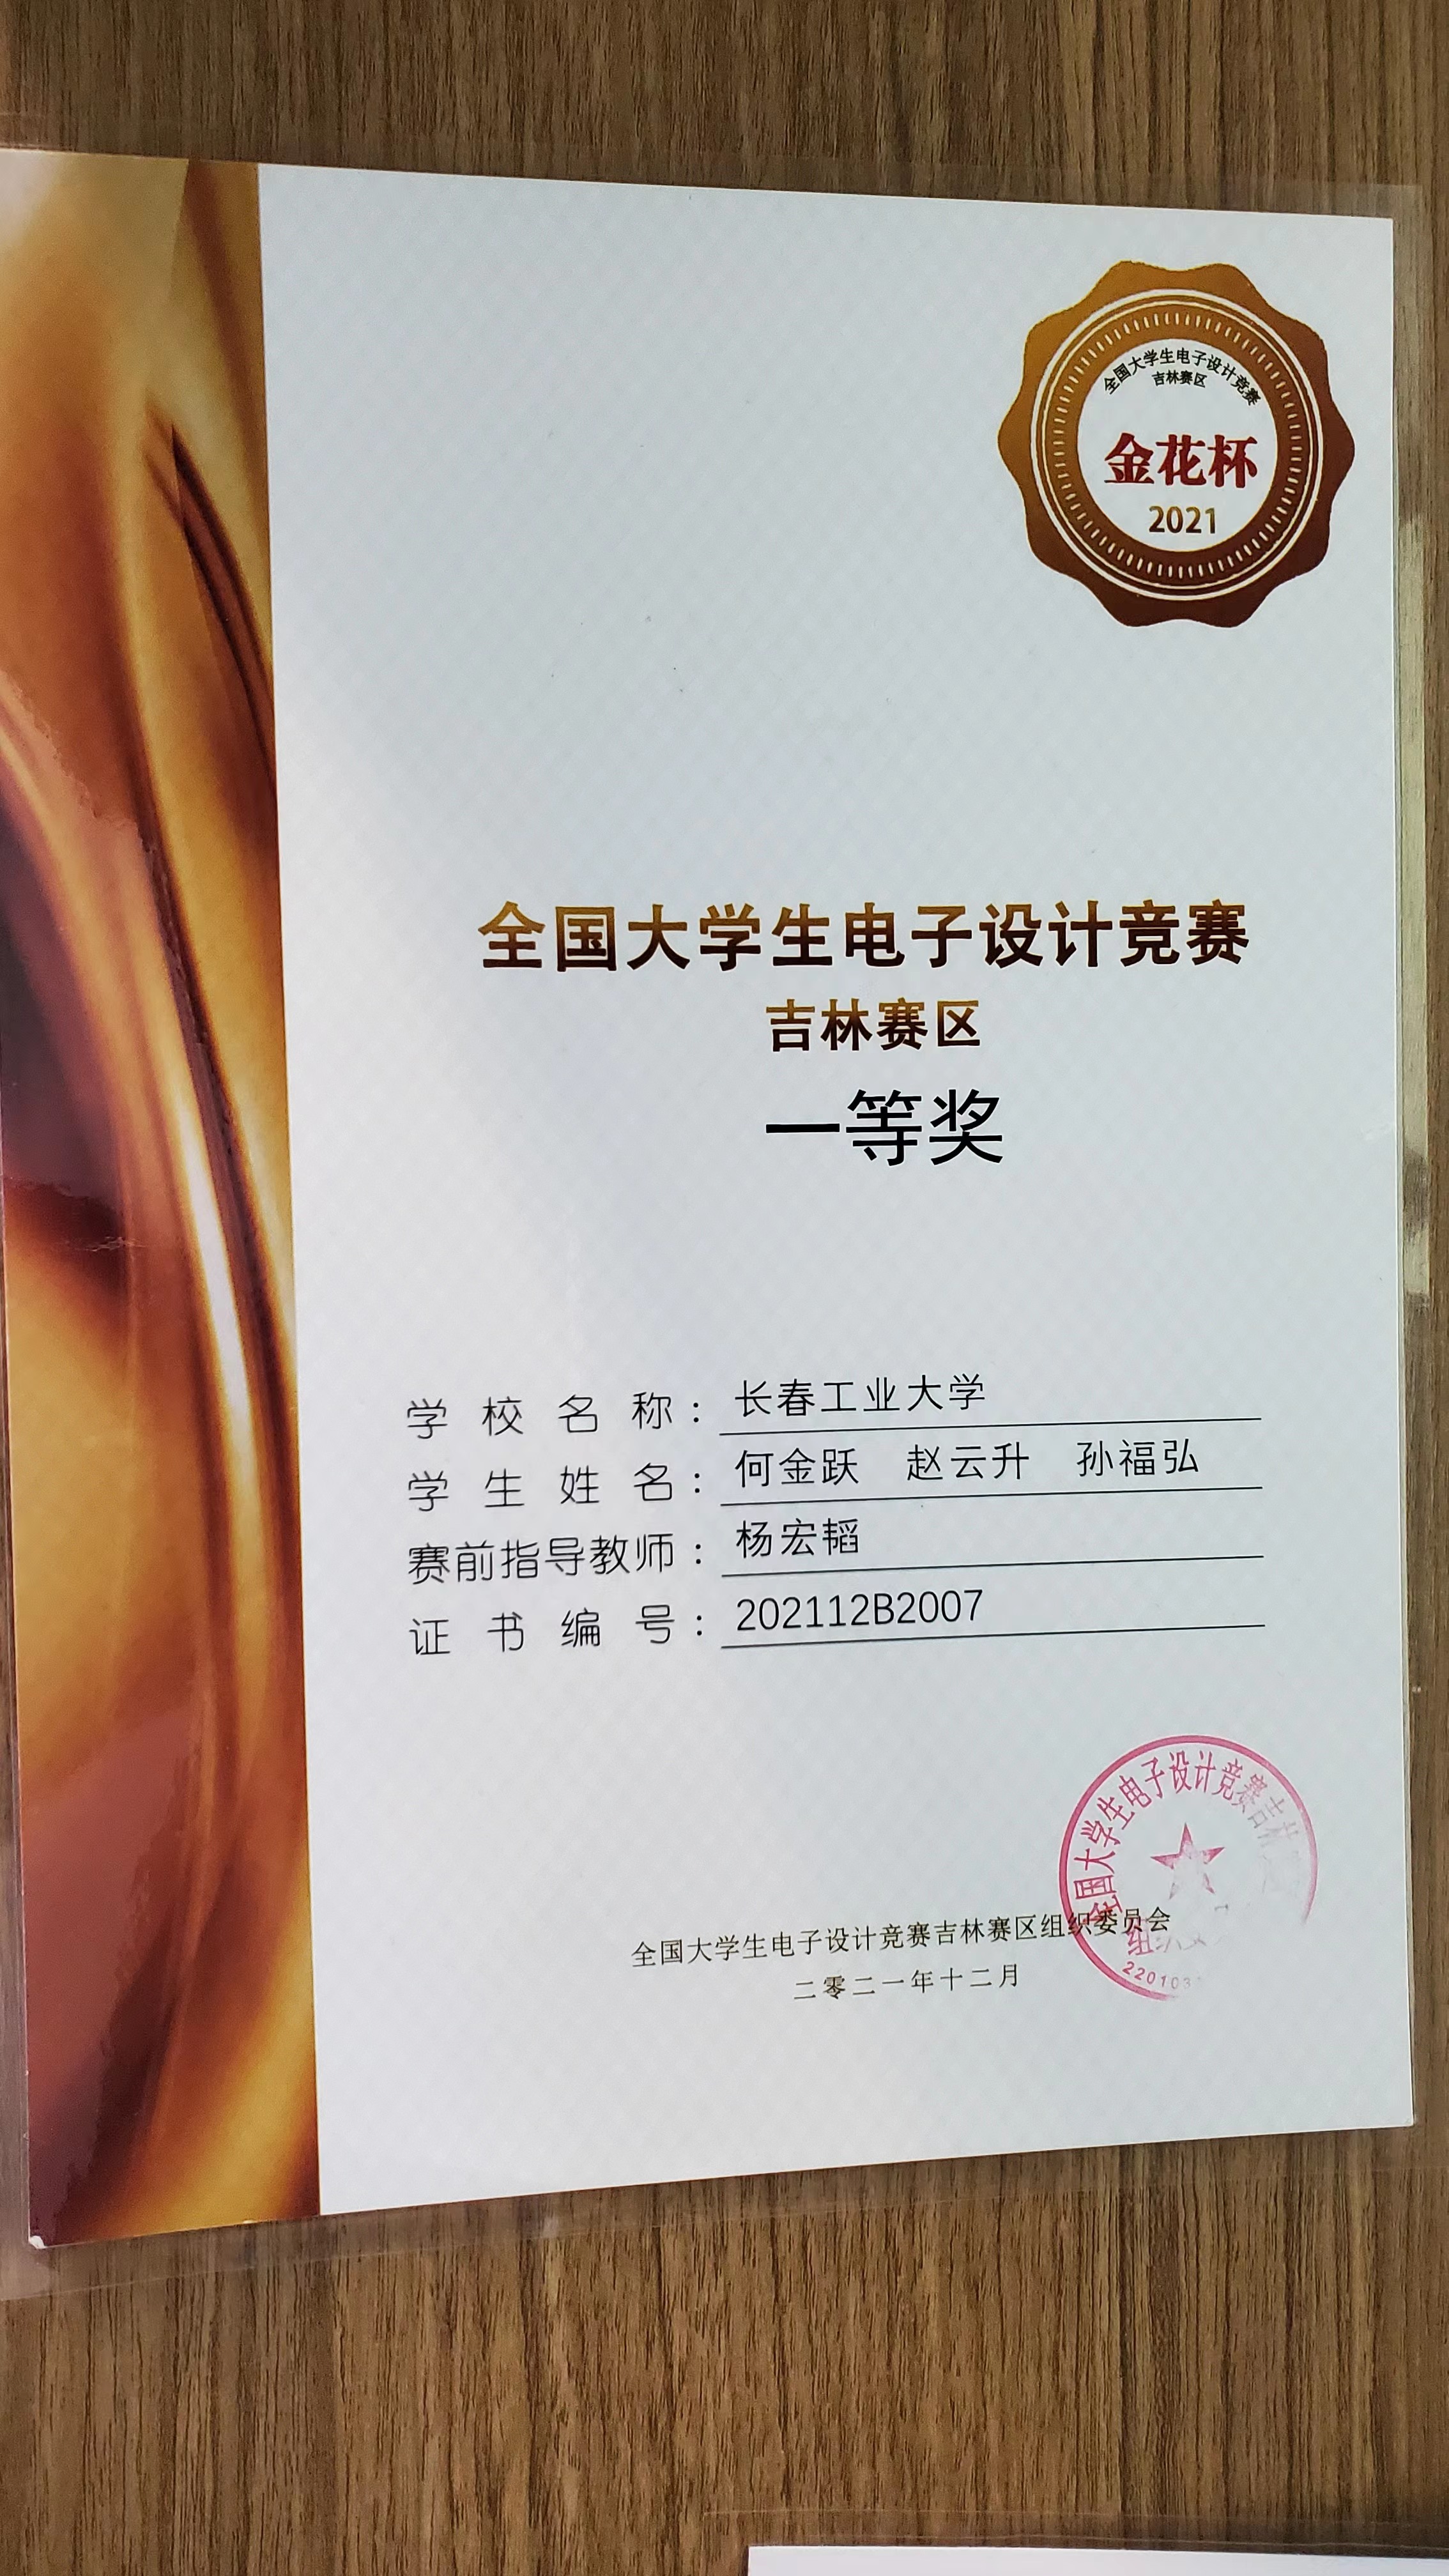 全国大学生电子设计竞赛
吉林赛区
金花杯
2021
全国大学生电子设计竞赛
吉林赛区
一等奖
学校名称：长春工业大学
学生姓名：何金跃 赵云升 孙福弘
赛前指导教师：杨宏韬
证书编号：202112B2007
全国大学生电子设计竞赛吉林
组织委
220103
全国大学生电子设计竞赛吉林赛区组织委员会
二零二一年十二月